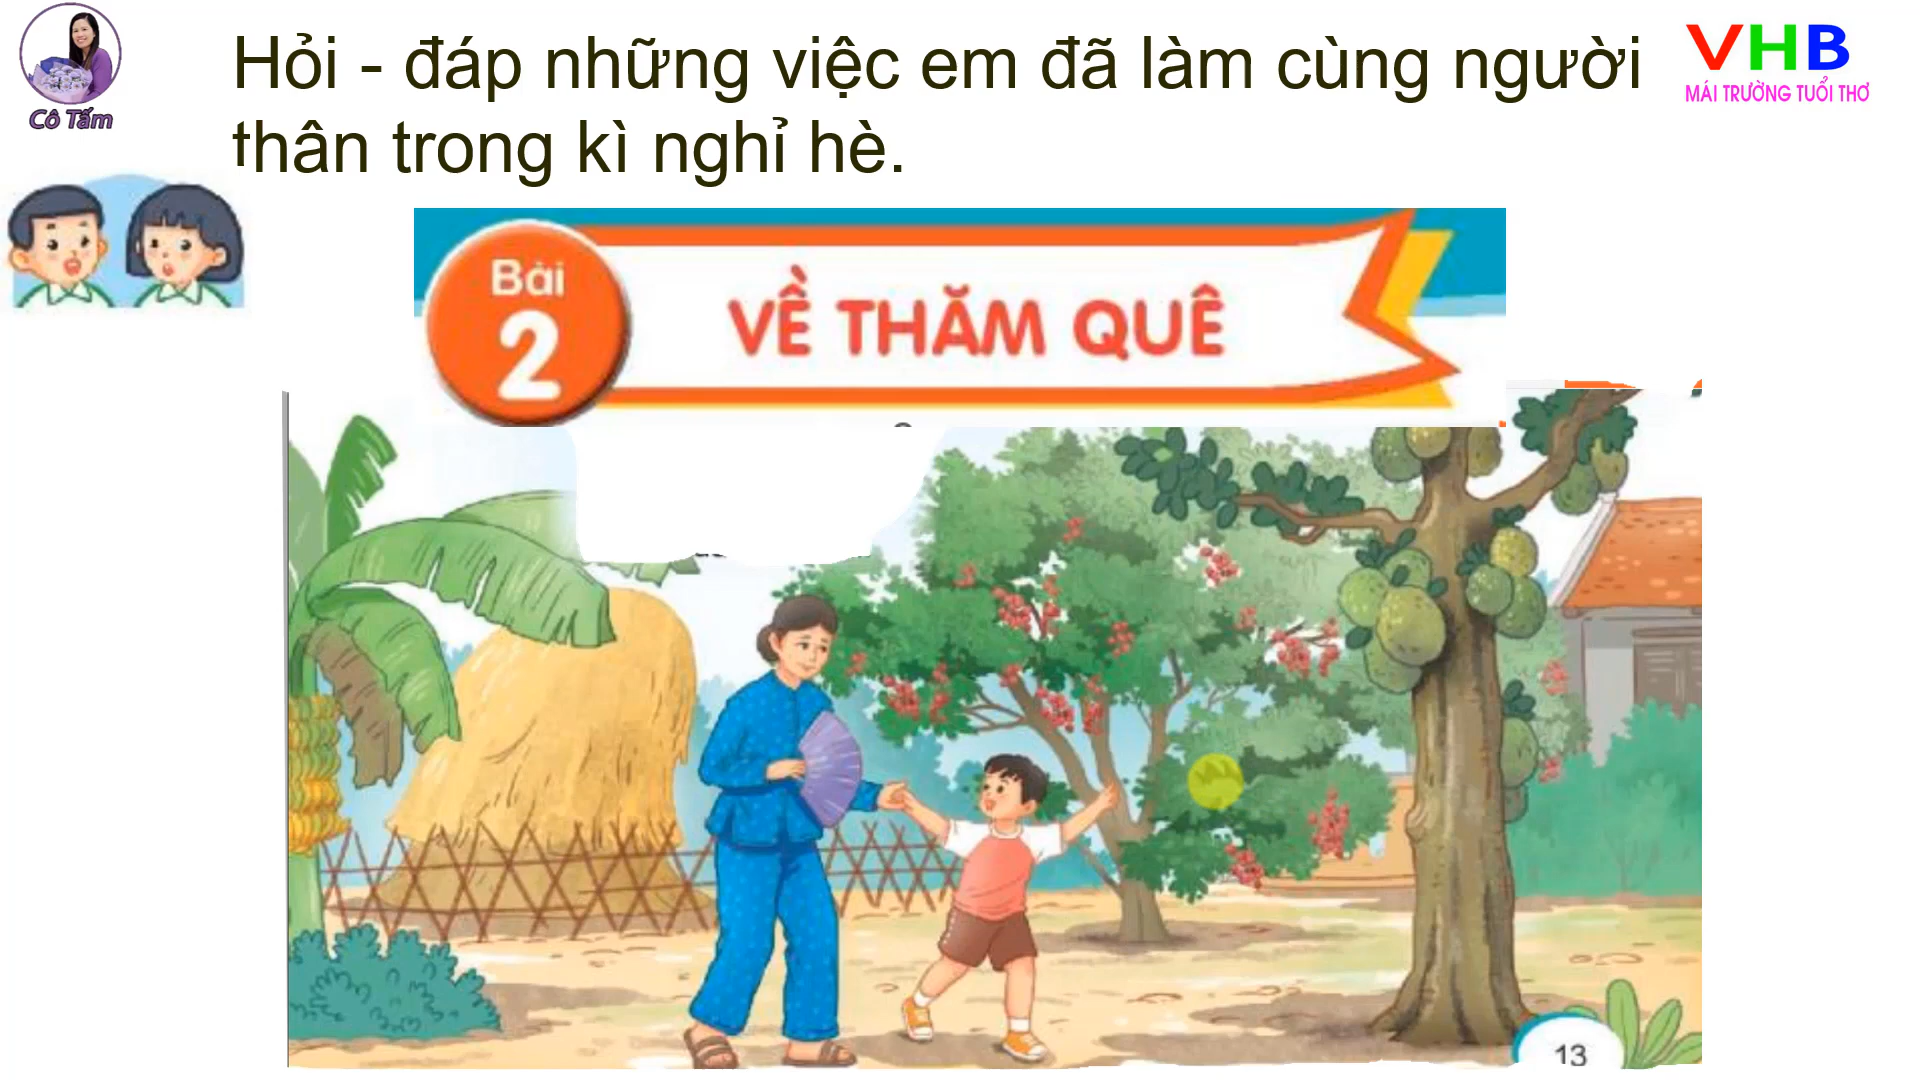 Cô Tấm
Hỏi - đáp những việc em đã làm cùng người
thân trong kì nghỉ hè.
VHB
MÁI TRƯỜNG TUỔI THƠ
Bài
2
VỀ THĂM QUÊ
13